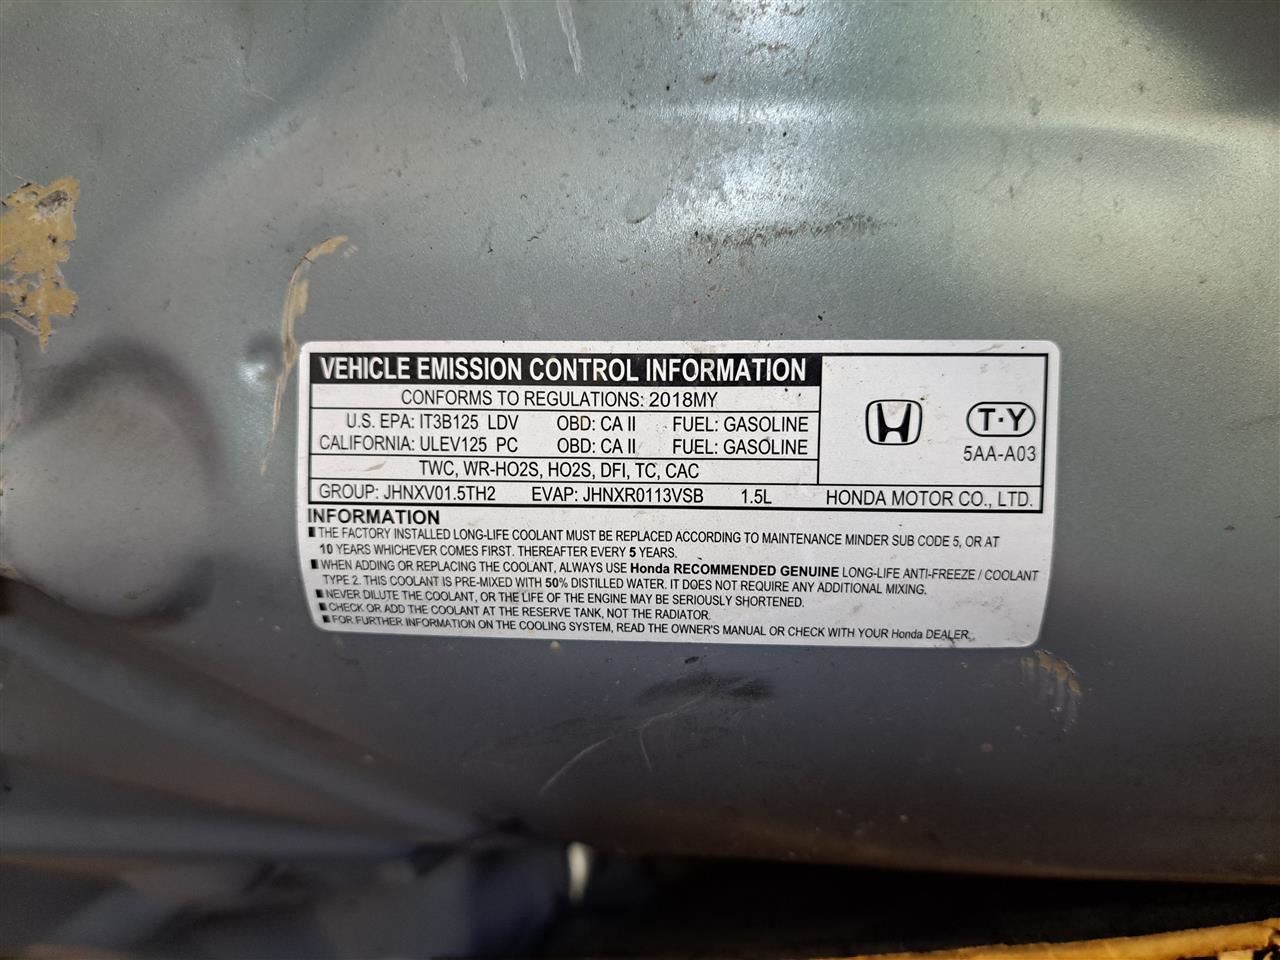 VEHICLE EMISSION CONTROL INFORMATION
CONFORMS TO REGULATIONS: 2018MY
U.S. EPA: IT3B125 LDV OBD: CA II FUEL: GASOLINE
CALIFORNIA: ULEV125 PC OBD: CA II FUEL: GASOLINE
TWC, WR-HO2S, HO2S, DFI, TC, CAC
GROUP: JHNXV01.5TH2 EVAP: JHNXR0113VSB 1.5L
T·Y
5AA-A03
HONDA MOTOR CO., LTD.
INFORMATION
■ THE FACTORY INSTALLED LONG-LIFE COOLANT MUST BE REPLACED ACCORDING TO MAINTENANCE MINDER SUB CODE 5, OR AT
10 YEARS WHICHEVER COMES FIRST. THEREAFTER EVERY 5 YEARS.
■ WHEN ADDING OR REPLACING THE COOLANT, ALWAYS USE Honda RECOMMENDED GENUINE LONG-LIFE ANTI-FREEZE / COOLANT
TYPE 2. THIS COOLANT IS PRE-MIXED WITH 50% DISTILLED WATER. IT DOES NOT REQUIRE ANY ADDITIONAL MIXING.
■ NEVER DILUTE THE COOLANT, OR THE LIFE OF THE ENGINE MAY BE SERIOUSLY SHORTENED.
■ CHECK OR ADD THE COOLANT AT THE RESERVE TANK, NOT THE RADIATOR.
■ FOR FURTHER INFORMATION ON THE COOLING SYSTEM, READ THE OWNER'S MANUAL OR CHECK WITH YOUR Honda DEALER.